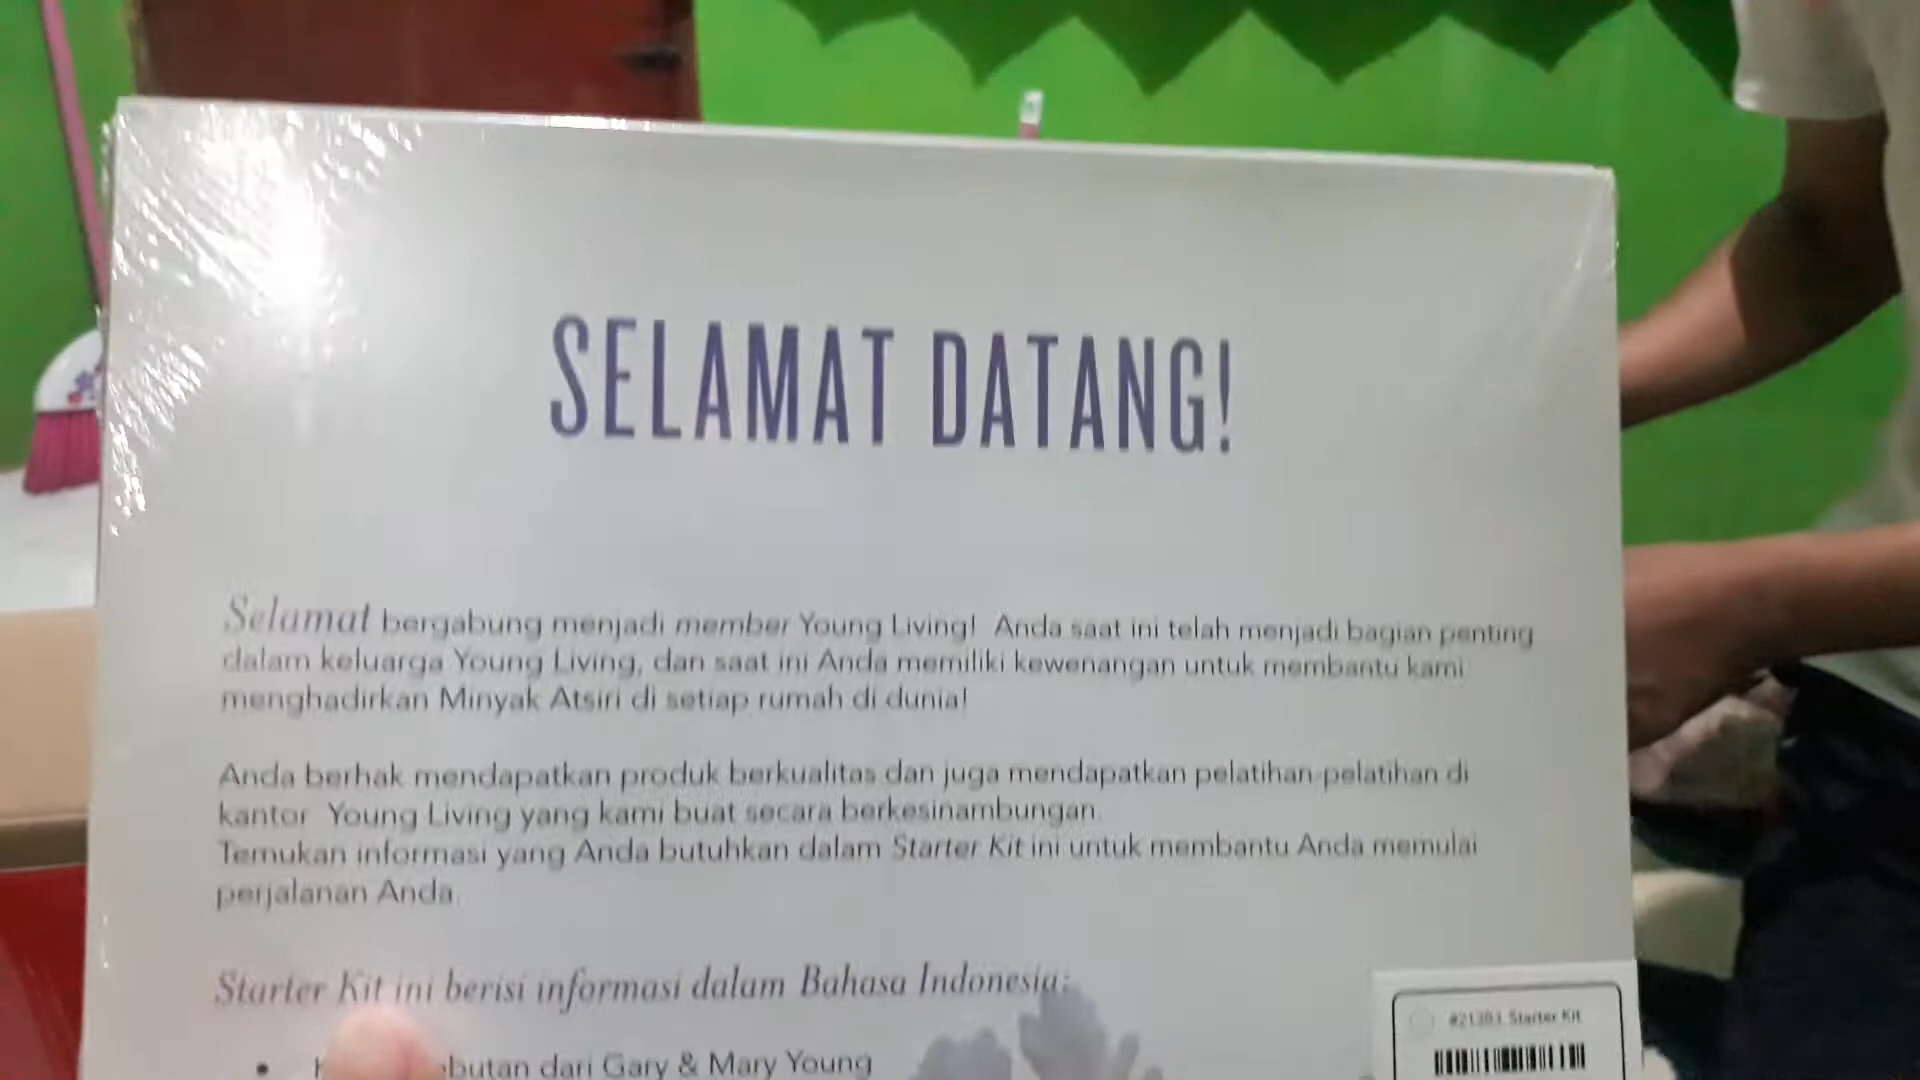 SELAMAT DATANG!
Selamat bergabung menjadi member Young Living! Anda saat ini telah menjadi bagian penting
dalam keluarga Young Living, dan saat ini Anda memiliki kewenangan untuk membantu kami
menghadirkan Minyak Atsiri di setiap rumah di dunia!
Anda berhak mendapatkan produk berkualitas dan juga mendapatkan pelatihan-pelatihan di
kantor Young Living yang kami buat secara berkesinambungan.
Temukan informasi yang Anda butuhkan dalam Starter Kit ini untuk membantu Anda memulai
perjalanan Anda.
Starter Kit ini berisi informasi dalam Bahasa Indonesia:
dari Gary & Mary Young
Starter Kit